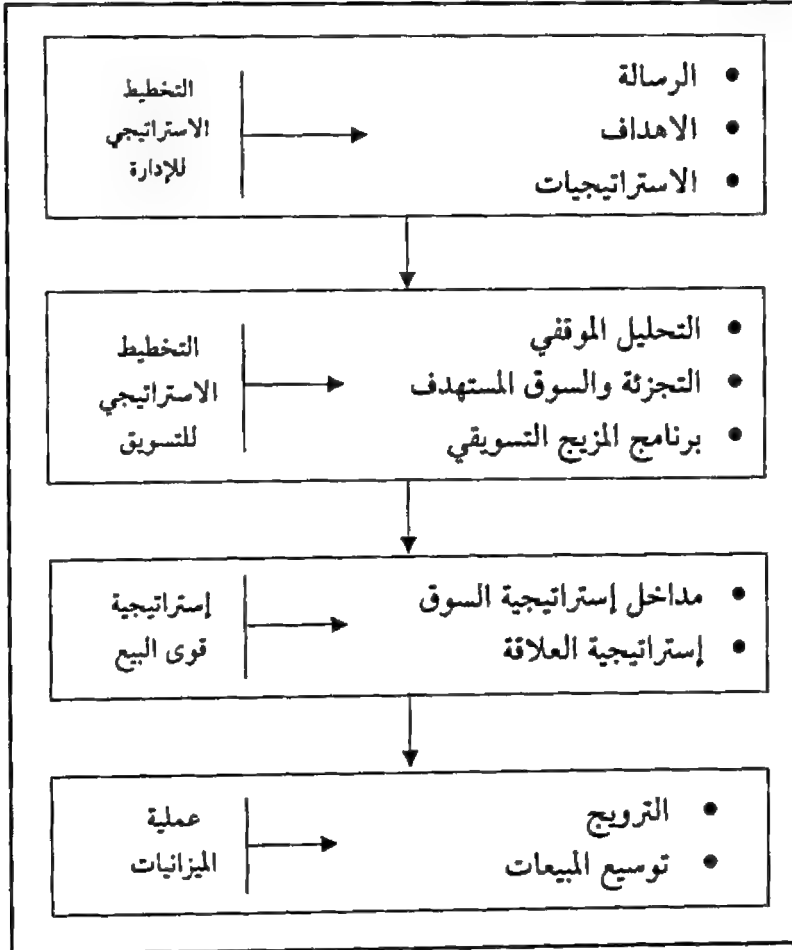 الرسالة
الاهداف
الاستراتيجيات
التخطيط
الاستراتيجي
للإدارة
التحليل الموقفي
التجزئة والسوق المستهدف
برنامج المزيج التسويقي
التخطيط
الاستراتيجي
للتسويق
مداخل إستراتيجية السوق
إستراتيجية العلاقة
إستراتيجية
قوى البيع
الترويج
توسيع المبيعات
عملية
الميزانيات